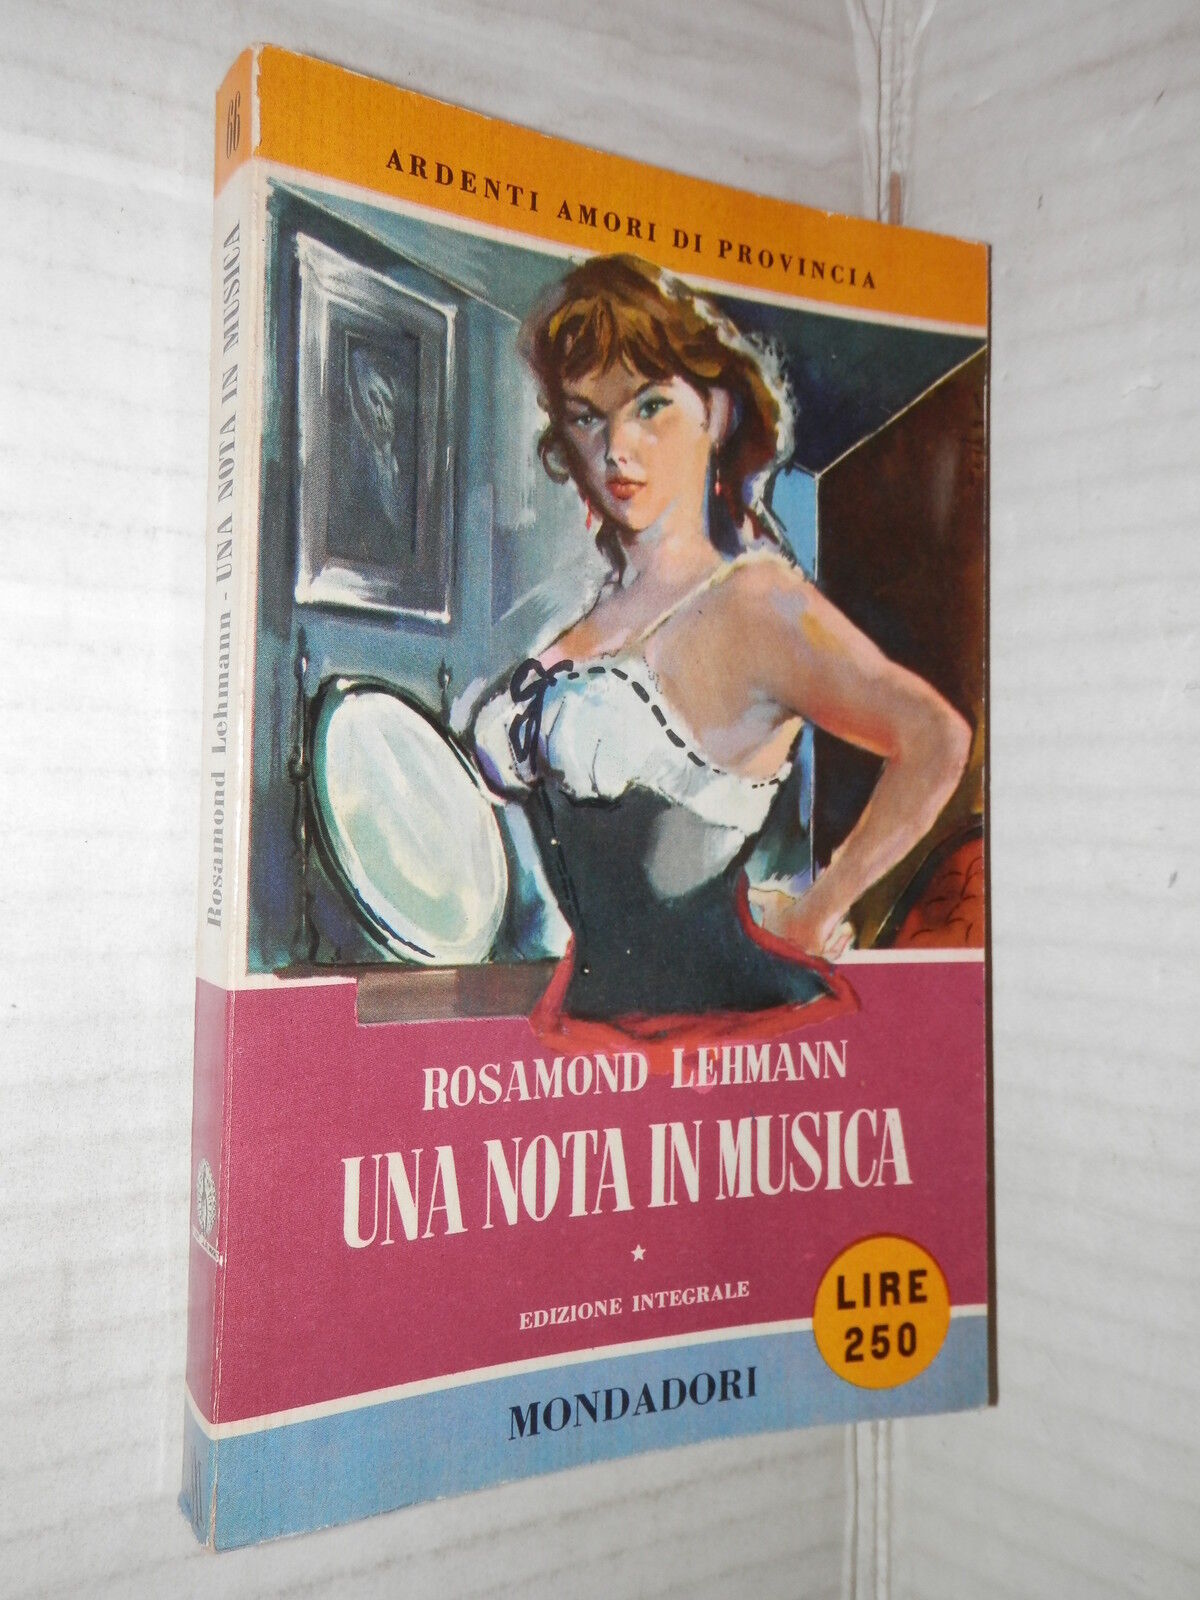 66
Rosamond Lehmann - UNA NOTA IN MUSICA
ARDENTI AMORI DI PROVINCIA
ROSAMOND LEHMANN
UNA NOTA IN MUSICA
EDIZIONE INTEGRALE
LIRE
250
MONDADORI